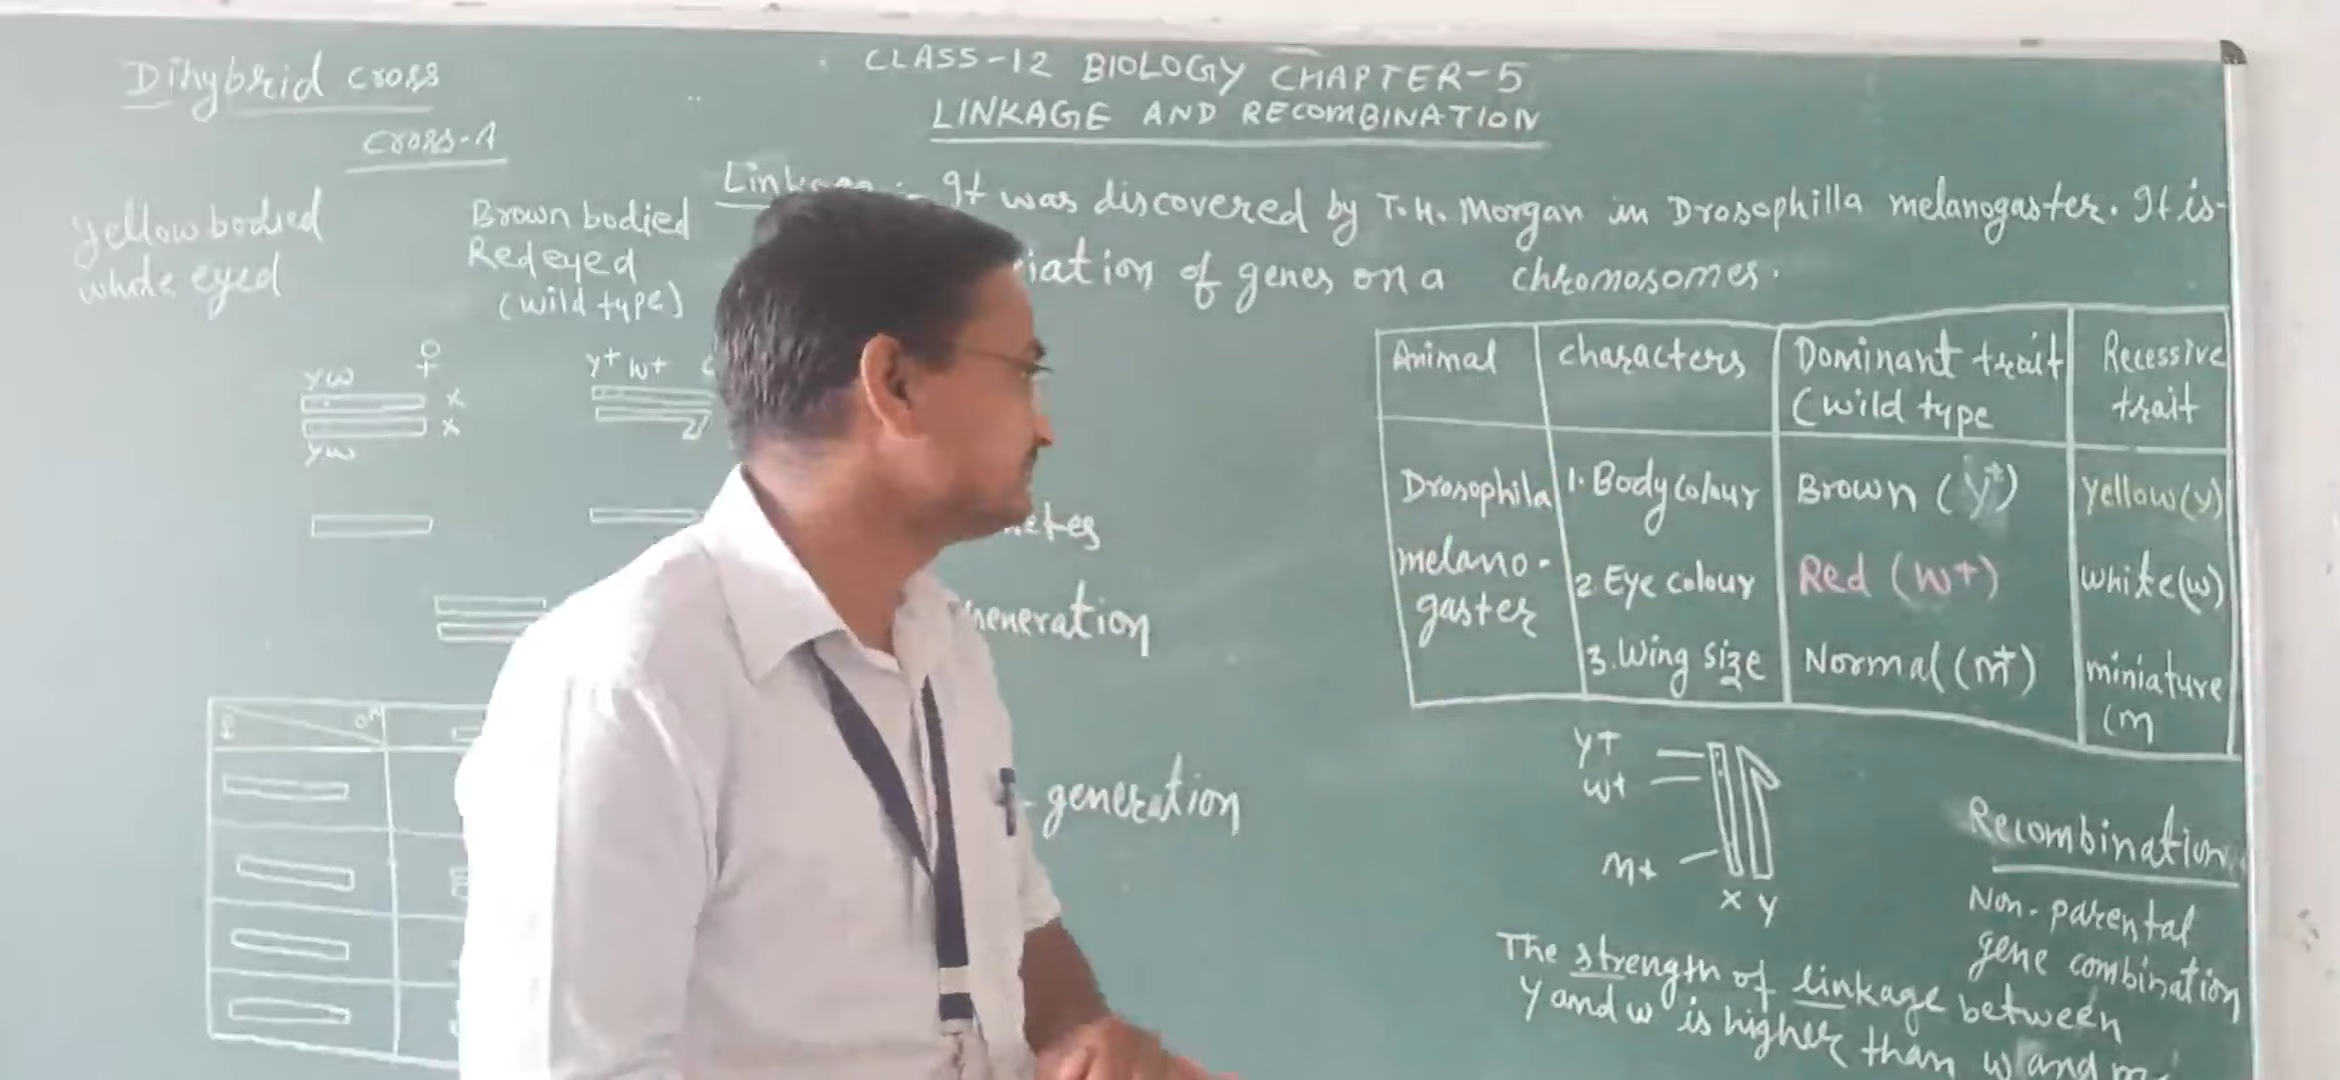 CLASS-12 BIOLOGY CHAPTER-5
LINKAGE AND RECOMBINATION
Dihybrid cross
cross-A
yellow bodied
white eyed
Brown bodied
Red eyed
(wild type)
♀
yw
x
x
yw
y+ w+
It was discovered by T.H. Morgan in Drosophilla melanogaster. It is-
of genes on a chromosomes.
Animal characters Dominant trait Recessive
(wild type trait
Drosophila 1. Body colour Brown (y+) yellow(y)
melano- 2 Eye colour Red (w+) white(w)
gaster 3. Wing size Normal (m+) miniature
(m
generation
y+
w+
m+
X Y
Recombination
Non-parental
gene combination
The strength of linkage between
y and w is higher than w and m